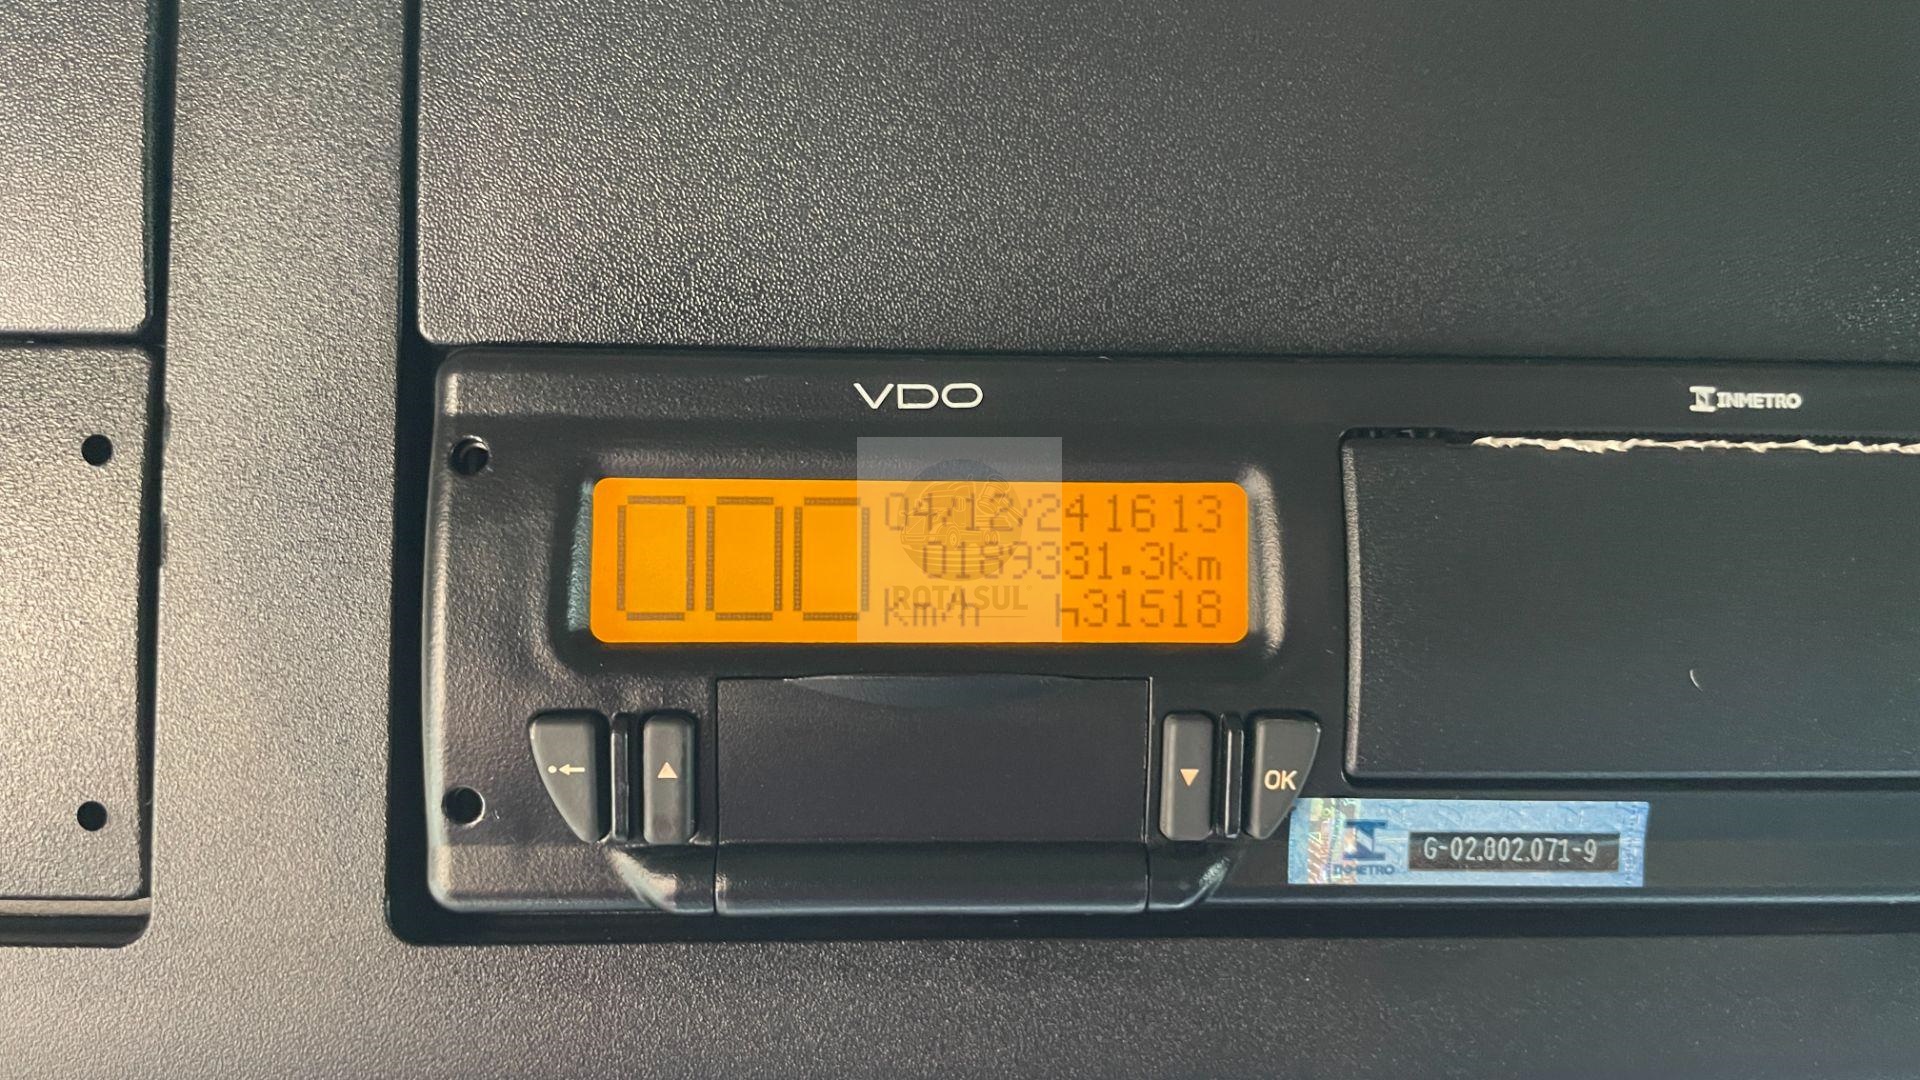 VDO
INMETRO
000
04/12/24 16 13
0189331.3km
km/h
h31518
ROTA SUL
OK
INMETRO
G-02.802.071-9